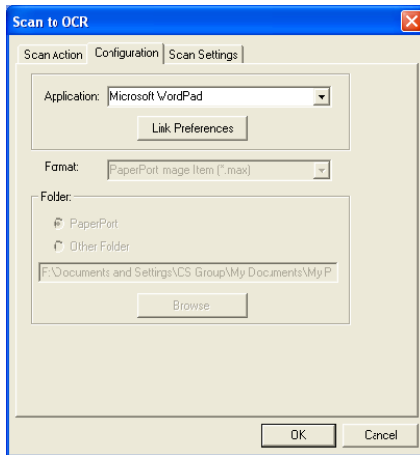 Scan to OCR
Scan Action Configuration Scan Settings
Application: Microsoft WordPad
Link Preferences
Format: PaperPort mage Item (*.max)
Folder:
PaperPort
Other Folder
F:\Documents and Settings\CS Group\My Documents\My P
Browse
OK Cancel